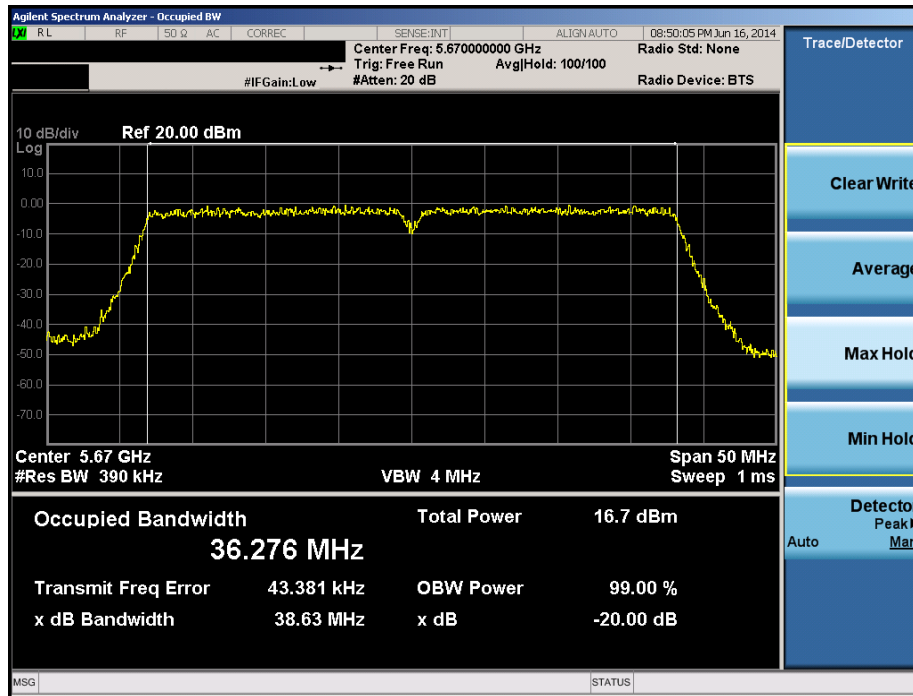 Agilent Spectrum Analyzer - Occupied BW
LXI RL RF 50 Ω AC CORREC SENSE:INT ALIGNAUTO 08:50:05 PM Jun 16, 2014
Center Freq: 5.670000000 GHz Radio Std: None
Trig: Free Run Avg|Hold: 100/100
#IFGain:Low #Atten: 20 dB Radio Device: BTS
Trace/Detector
10 dB/div Ref 20.00 dBm
Log
10.0
0.00
-10.0
-20.0
-30.0
-40.0
-50.0
-60.0
-70.0
Center 5.67 GHz Span 50 MHz
#Res BW 390 kHz VBW 4 MHz Sweep 1 ms
Occupied Bandwidth Total Power 16.7 dBm
36.276 MHz
Transmit Freq Error 43.381 kHz OBW Power 99.00 %
x dB Bandwidth 38.63 MHz x dB -20.00 dB
Clear Write
Average
Max Hold
Min Hold
Detector
Peak
Auto Man
MSG STATUS